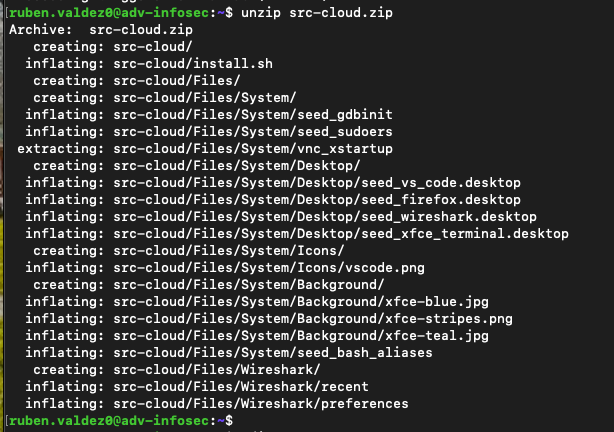 [ruben.valdez0@adv-infosec:~$ unzip src-cloud.zip
Archive:  src-cloud.zip
   creating: src-cloud/
  inflating: src-cloud/install.sh
   creating: src-cloud/Files/
   creating: src-cloud/Files/System/
  inflating: src-cloud/Files/System/seed_gdbinit
  inflating: src-cloud/Files/System/seed_sudoers
 extracting: src-cloud/Files/System/vnc_xstartup
   creating: src-cloud/Files/System/Desktop/
  inflating: src-cloud/Files/System/Desktop/seed_vs_code.desktop
  inflating: src-cloud/Files/System/Desktop/seed_firefox.desktop
  inflating: src-cloud/Files/System/Desktop/seed_wireshark.desktop
  inflating: src-cloud/Files/System/Desktop/seed_xfce_terminal.desktop
   creating: src-cloud/Files/System/Icons/
  inflating: src-cloud/Files/System/Icons/vscode.png
   creating: src-cloud/Files/System/Background/
  inflating: src-cloud/Files/System/Background/xfce-blue.jpg
  inflating: src-cloud/Files/System/Background/xfce-stripes.png
  inflating: src-cloud/Files/System/Background/xfce-teal.jpg
  inflating: src-cloud/Files/System/seed_bash_aliases
   creating: src-cloud/Files/Wireshark/
  inflating: src-cloud/Files/Wireshark/recent
  inflating: src-cloud/Files/Wireshark/preferences
[ruben.valdez0@adv-infosec:~$